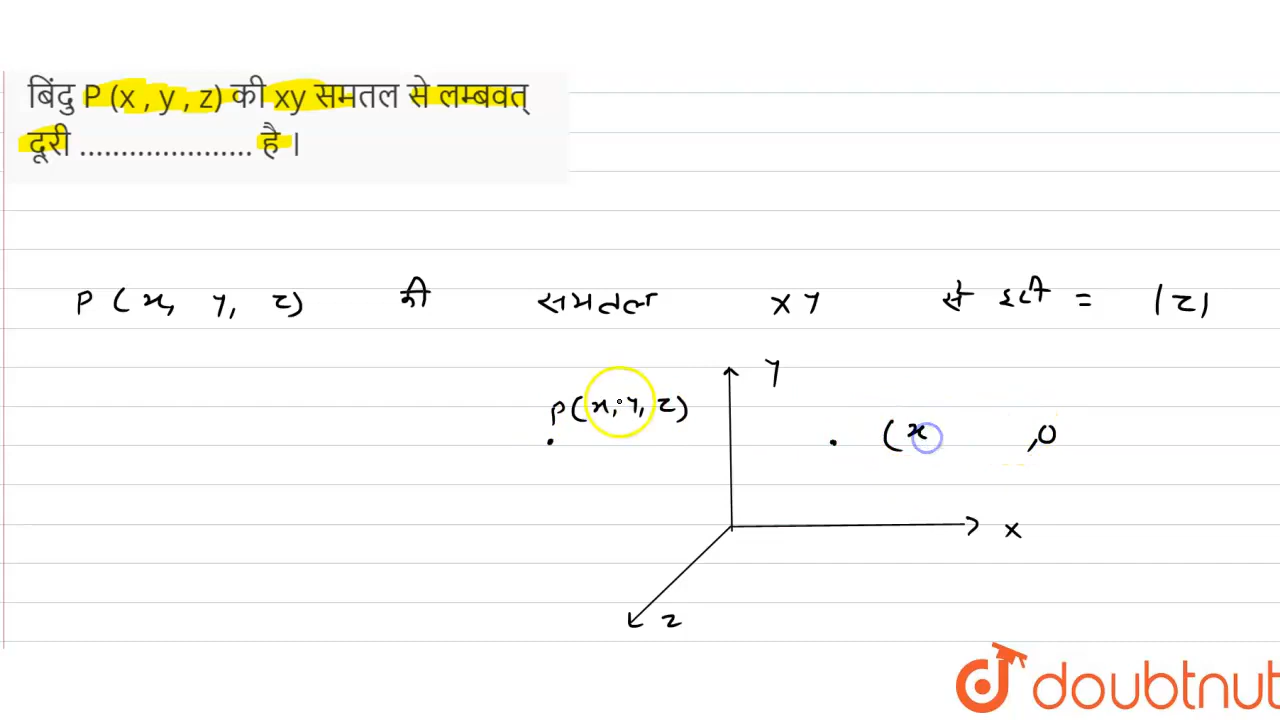 बिंदु P (x , y , z) की xy समतल से लम्बवत्
दूरी ..................... है ।
P ( x, y, z) की समतल x y से दूरी = |z|
y
P( x, y, z)
( x ,0
x
z
doubtnut